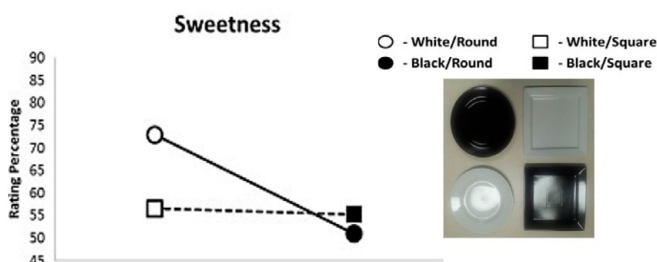 Sweetness
- White/Round
- White/Square
- Black/Round
- Black/Square
Rating Percentage
90
85
80
75
70
65
60
55
50
45